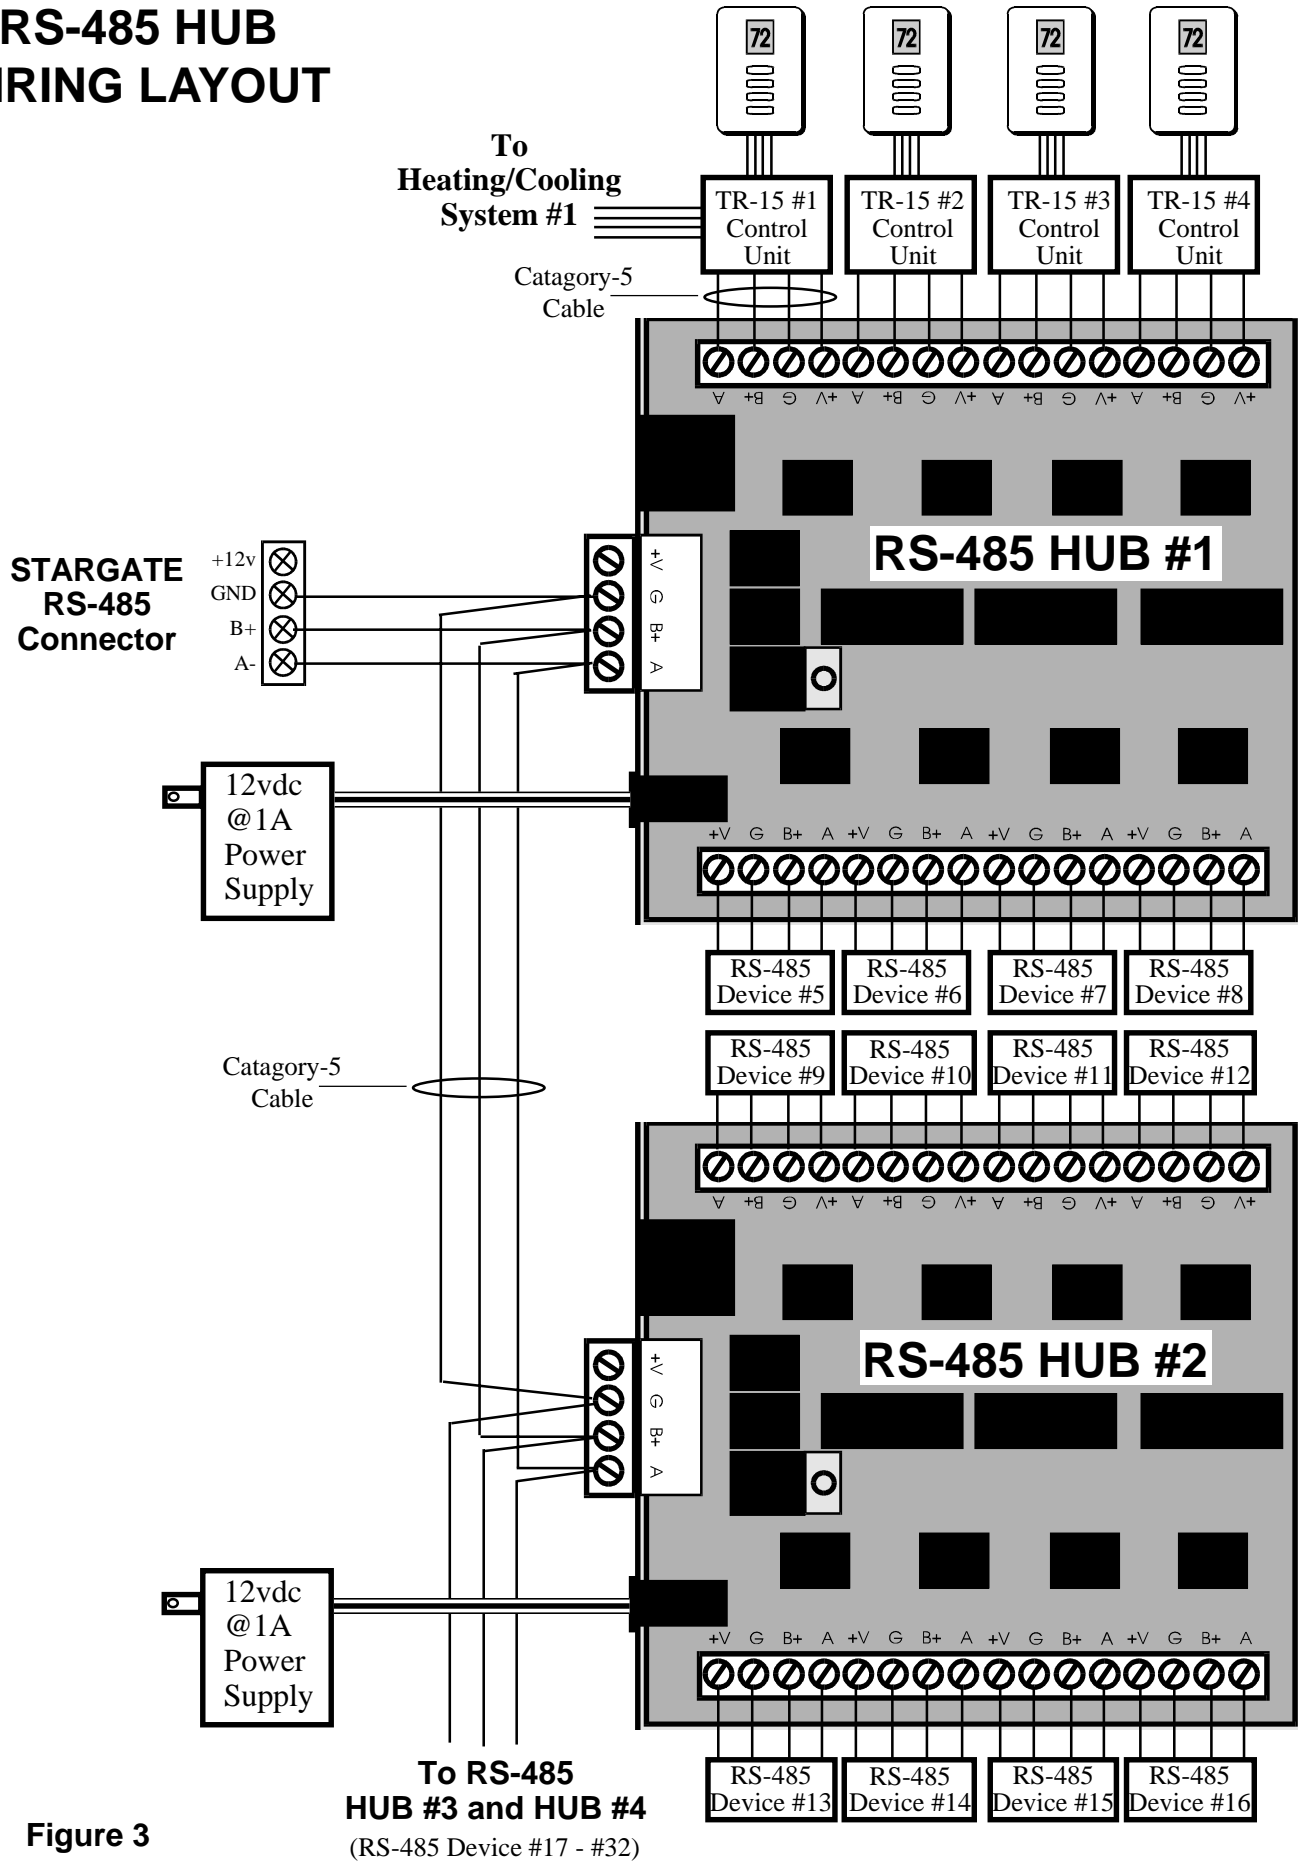 RS-485 HUB
IRING LAYOUT
72 72 72 72
To
Heating/Cooling
System #1
TR-15 #1
Control
Unit
TR-15 #2
Control
Unit
TR-15 #3
Control
Unit
TR-15 #4
Control
Unit
Catagory-5
Cable
A B+ G +V A B+ G +V A B+ G +V A B+ G +V
RS-485 HUB #1
STARGATE
RS-485
Connector
+12v
GND
B+
A-
+V
G
B+
A
12vdc
@1A
Power
Supply
+V G B+ A +V G B+ A +V G B+ A +V G B+ A
RS-485
Device #5
RS-485
Device #6
RS-485
Device #7
RS-485
Device #8
Catagory-5
Cable
RS-485
Device #9
RS-485
Device #10
RS-485
Device #11
RS-485
Device #12
A B+ G +V A B+ G +V A B+ G +V A B+ G +V
RS-485 HUB #2
+V
G
B+
A
12vdc
@1A
Power
Supply
+V G B+ A +V G B+ A +V G B+ A +V G B+ A
RS-485
Device #13
RS-485
Device #14
RS-485
Device #15
RS-485
Device #16
To RS-485
HUB #3 and HUB #4
(RS-485 Device #17 - #32)
Figure 3